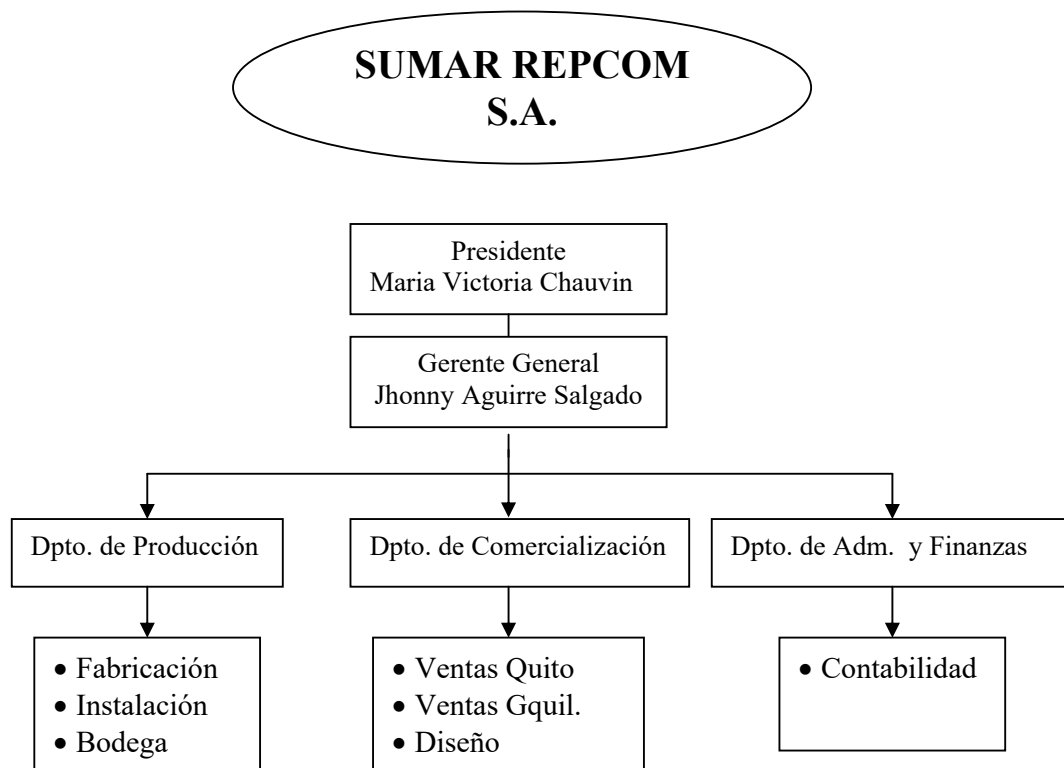 SUMAR REPCOM
S.A.
Presidente
Maria Victoria Chauvin
Gerente General
Jhonny Aguirre Salgado
Dpto. de Producción
Dpto. de Comercialización
Dpto. de Adm. y Finanzas
• Fabricación
• Instalación
• Bodega
• Ventas Quito
• Ventas Gquil.
• Diseño
• Contabilidad